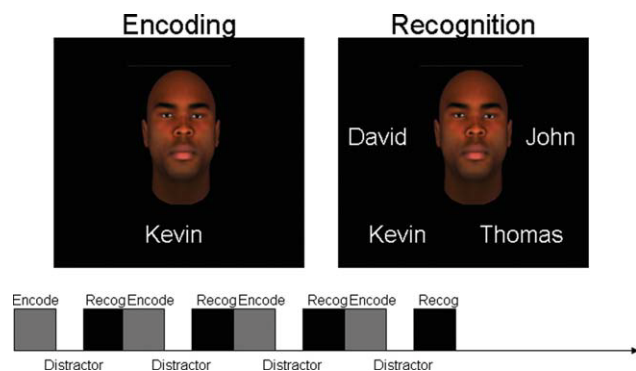 Encoding Recognition
David John
Kevin Kevin Thomas
Encode Recog Encode Recog Encode Recog Encode Recog
Distractor Distractor Distractor Distractor